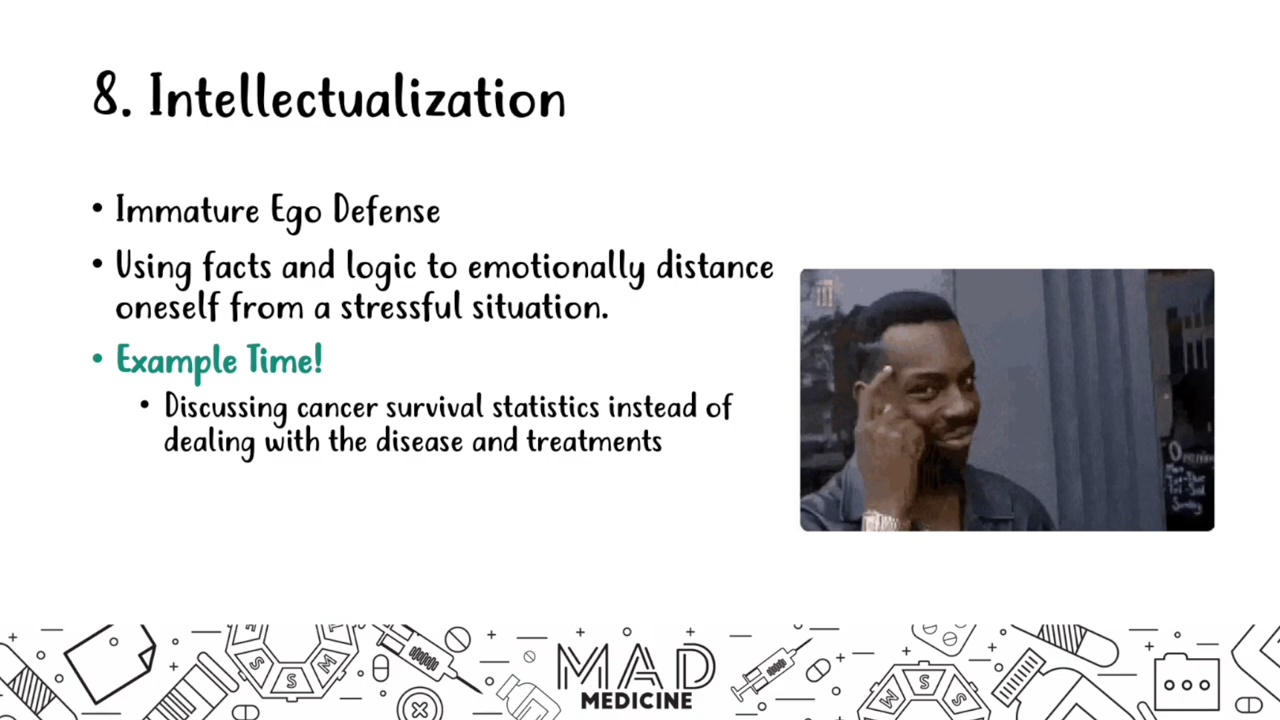 8. Intellectualization
• Immature Ego Defense
• Using facts and logic to emotionally distance
oneself from a stressful situation.
• Example Time!
• Discussing cancer survival statistics instead of
dealing with the disease and treatments
MAD
MEDICINE